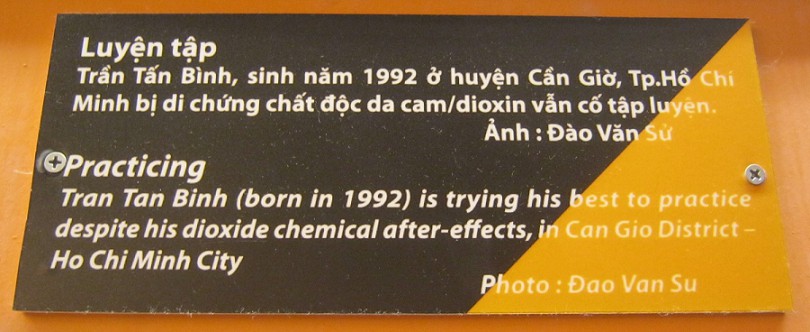 Luyện tập
Trần Tấn Bình, sinh năm 1992 ở huyện Cần Giờ, Tp.Hồ Chí
Minh bị di chứng chất độc da cam/dioxin vẫn cố tập luyện.
Ảnh : Đào Văn Sử
Practicing
Tran Tan Binh (born in 1992) is trying his best to practice
despite his dioxide chemical after-effects, in Can Gio District –
Ho Chi Minh City
Photo : Đao Van Su